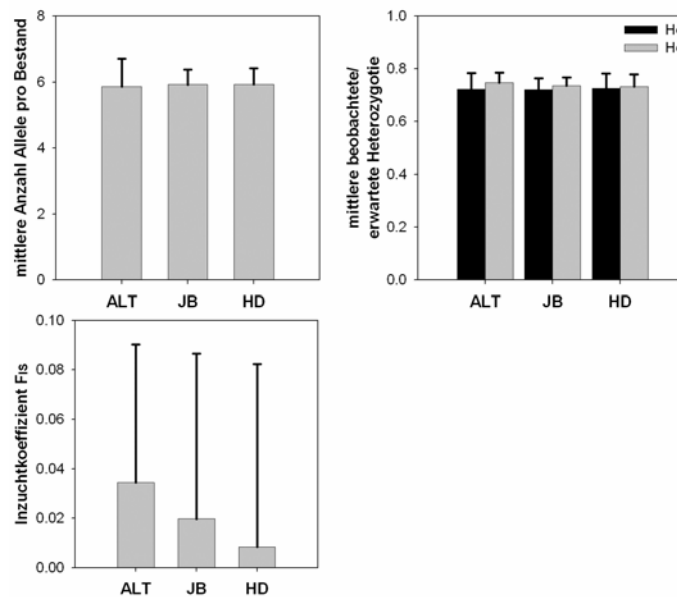 mittlere Anzahl Allele pro Bestand
8
6
4
2
0
ALT JB HD
mittlere beobachtete/
erwartete Heterozygotie
1.0
0.8
0.6
0.4
0.2
0.0
ALT JB HD
Inzuchtkoeffizient FIS
0.10
0.08
0.06
0.04
0.02
0.00
ALT JB HD